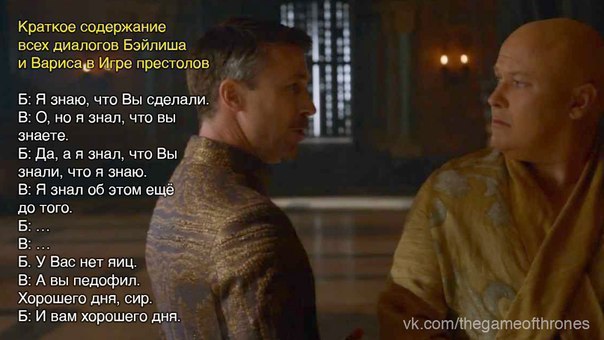 Краткое содержание
всех диалогов Бэйлиша
и Вариса в Игре престолов
Б: Я знаю, что Вы сделали.
В: О, но я знал, что вы
знаете.
Б: Да, а я знал, что Вы
знали, что я знаю.
В: Я знал об этом ещё
до того.
Б: ...
В: ...
Б. У Вас нет яиц.
В: А вы педофил.
Хорошего дня, сир.
Б: И вам хорошего дня.
vk.com/thegameofthrones